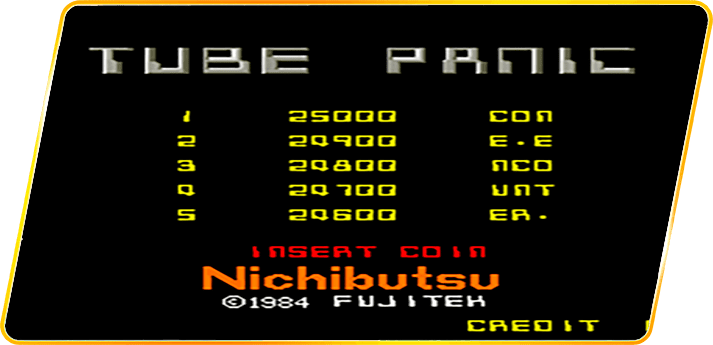 TUBE PANIC
1 25000 CON
2 24900 E.E
3 24800 NCO
4 24700 UNT
5 24600 ER.
INSERT COIN
Nichibutsu
©1984 FUJITEK
CREDIT